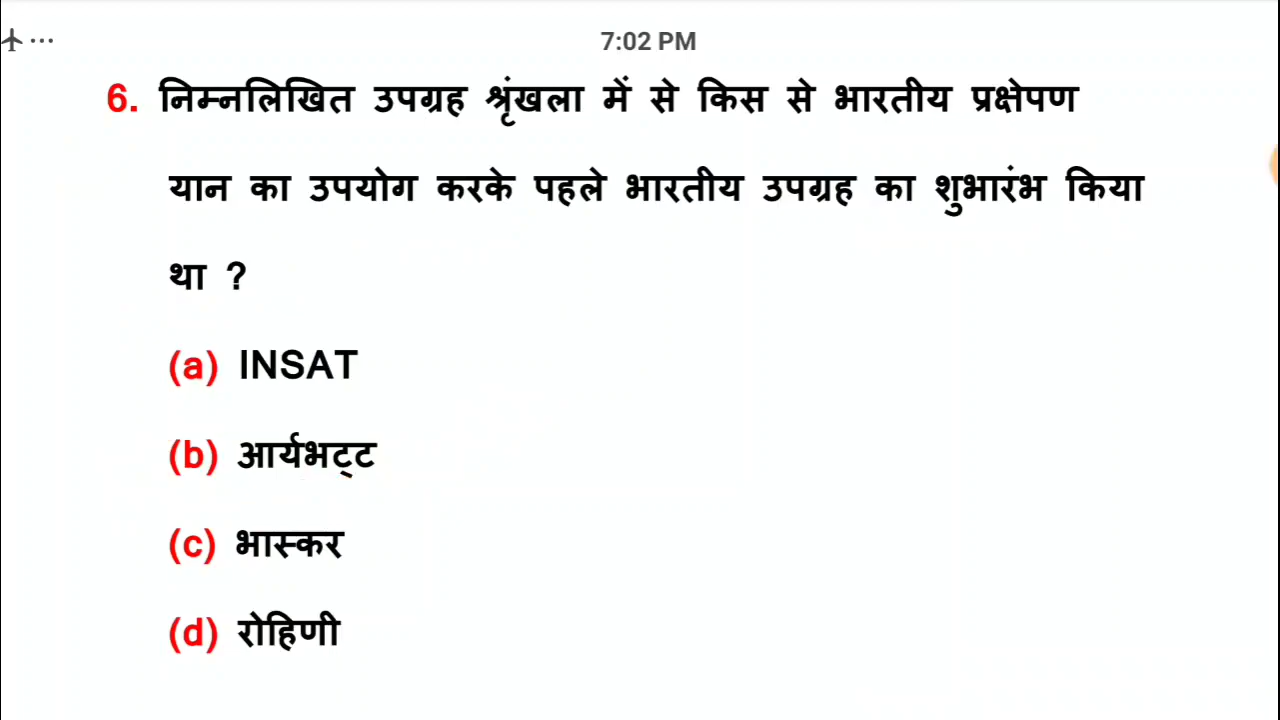 7:02 PM
6. निम्नलिखित उपग्रह श्रृंखला में से किस से भारतीय प्रक्षेपण
यान का उपयोग करके पहले भारतीय उपग्रह का शुभारंभ किया
था ?
(a) INSAT
(b) आर्यभट्ट
(c) भास्कर
(d) रोहिणी